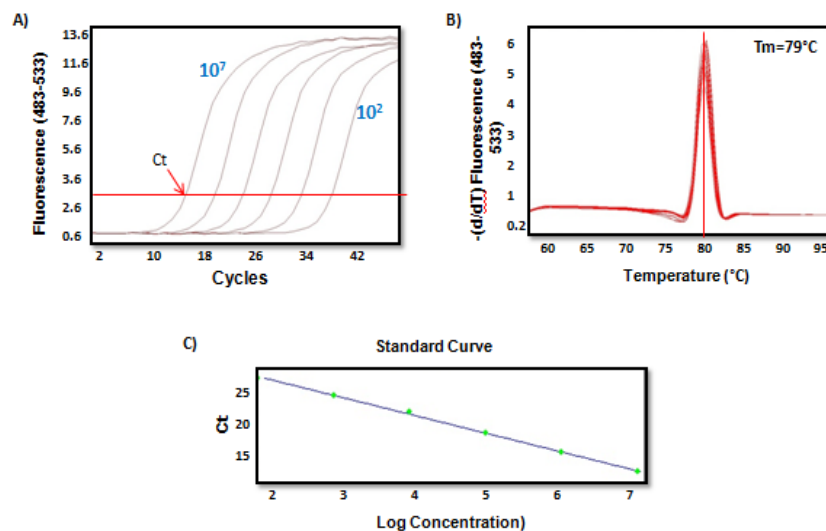 A)
Fluorescence (483-533)
13.6
11.6
9.6
7.6
5.6
3.6
2.6
0.6
10⁷
10²
Ct
2 10 18 26 34 42
Cycles
B)
-(d/dT) Fluorescence (483-
533)
6
5
4
3
2
1
0.2
Tm=79°C
60 65 70 75 80 85 90 95
Temperature (°C)
C)
Standard Curve
Ct
25
20
15
2 3 4 5 6 7
Log Concentration)